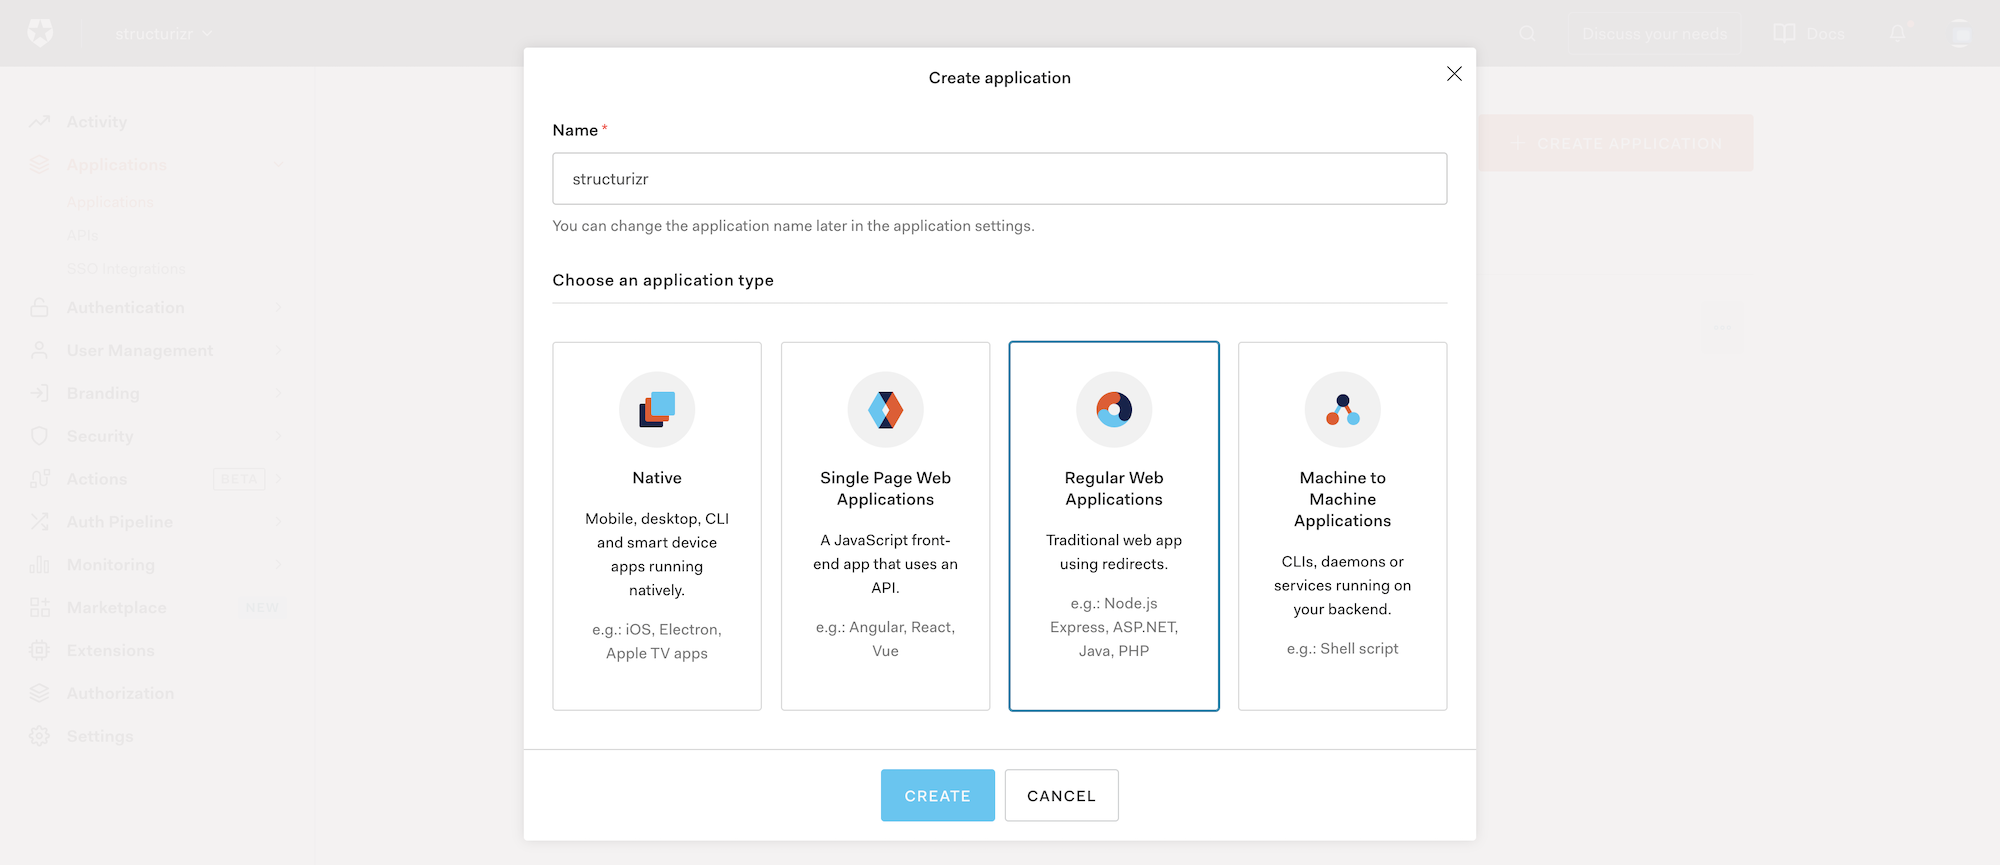 structurizr
Discuss your needs
Docs
Activity
Applications
Applications
APIs
SSO Integrations
Authentication
User Management
Branding
Security
Actions BETA
Auth Pipeline
Monitoring
Marketplace NEW
Extensions
Authorization
Settings
+ CREATE APPLICATION
Create application
Name *
structurizr
You can change the application name later in the application settings.
Choose an application type
Native
Mobile, desktop, CLI
and smart device
apps running
natively.
e.g.: iOS, Electron,
Apple TV apps
Single Page Web
Applications
A JavaScript front-
end app that uses an
API.
e.g.: Angular, React,
Vue
Regular Web
Applications
Traditional web app
using redirects.
e.g.: Node.js
Express, ASP.NET,
Java, PHP
Machine to
Machine
Applications
CLIs, daemons or
services running on
your backend.
e.g.: Shell script
CREATE
CANCEL